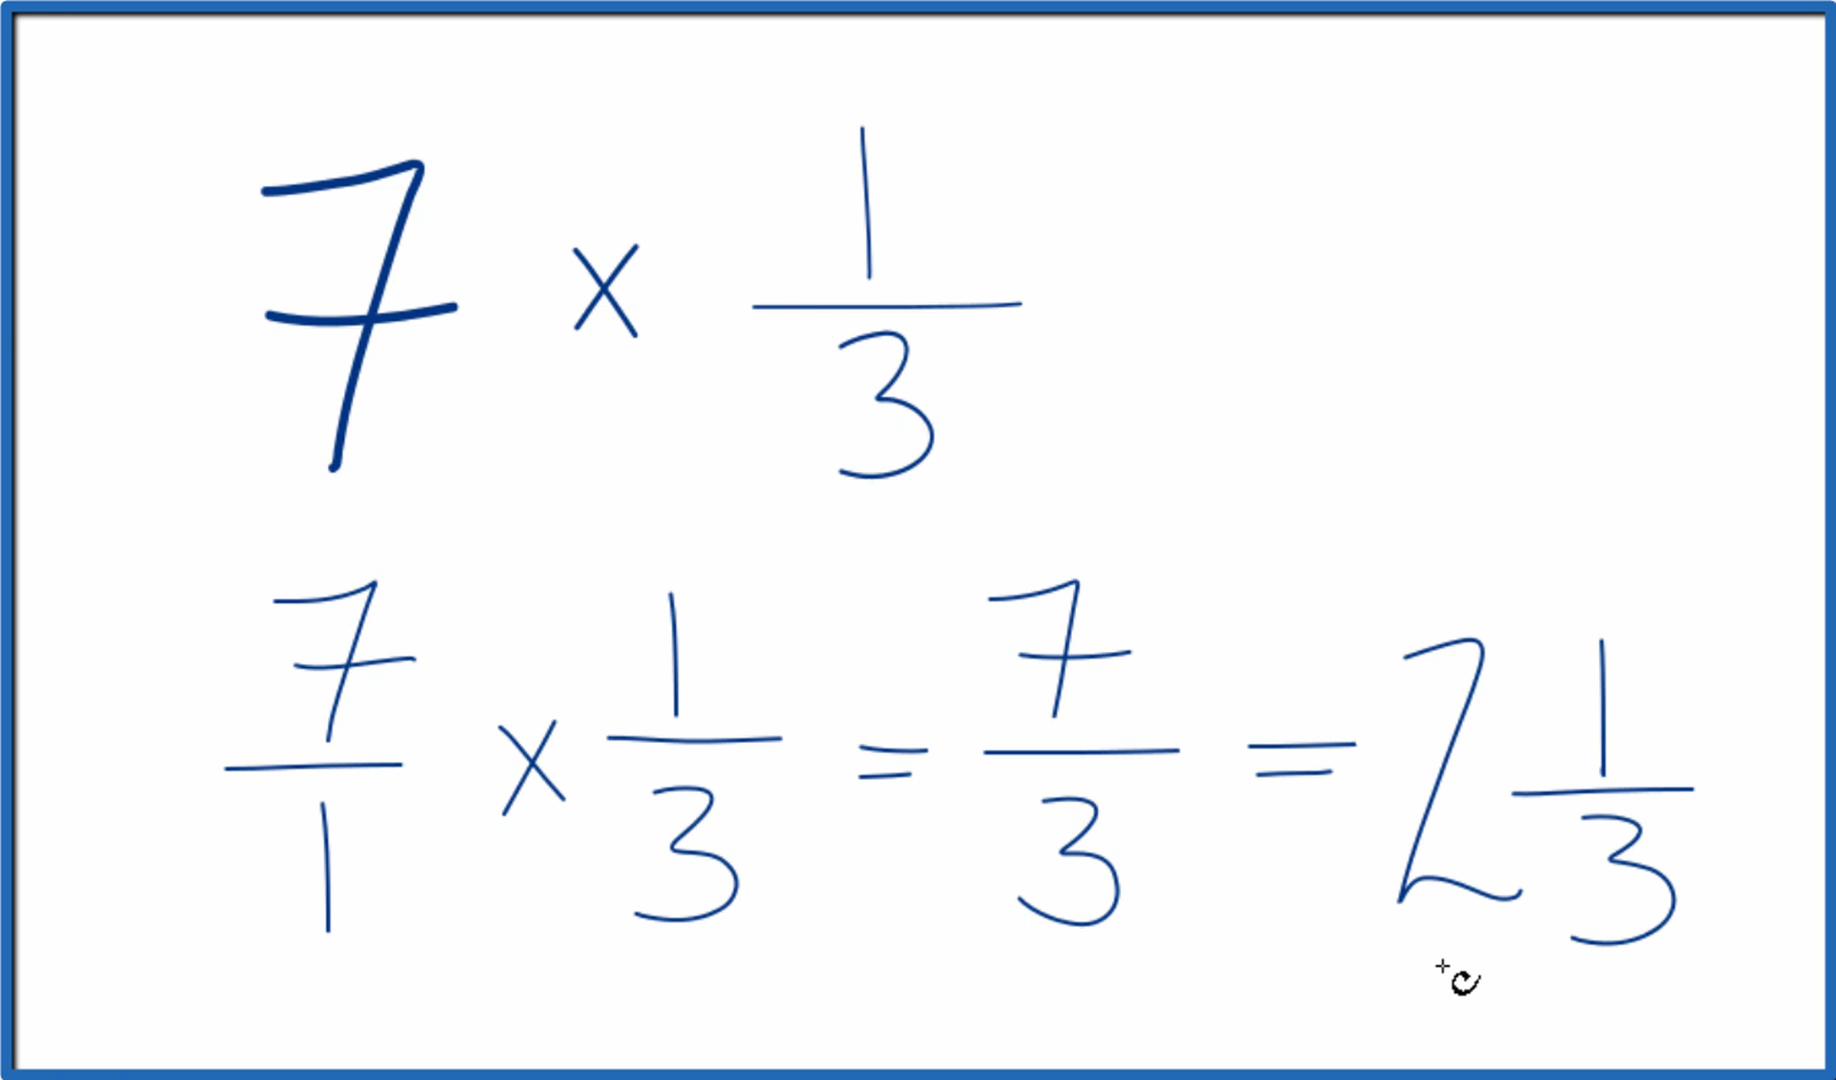 7 × 1/3
7/1 × 1/3 = 7/3 = 2 1/3